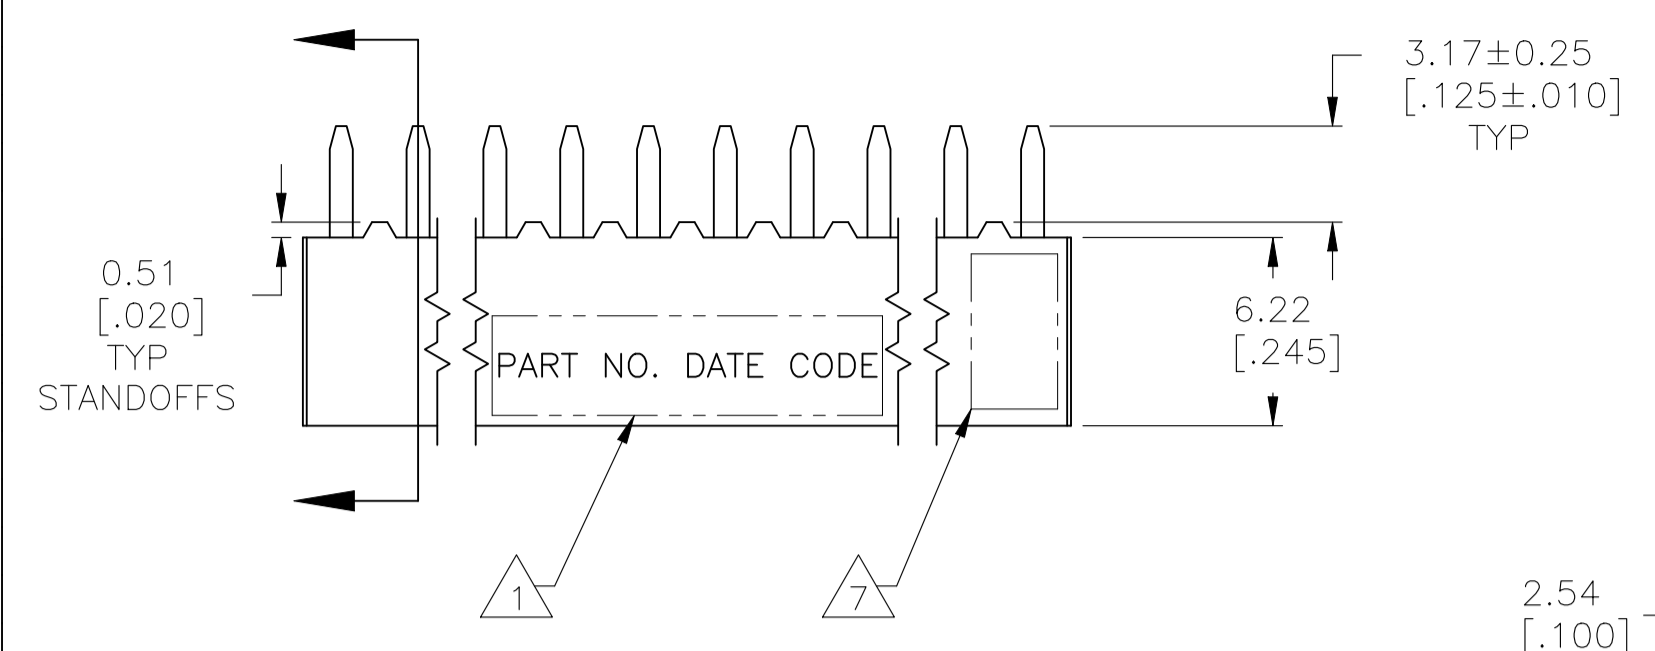 3.17±0.25
[.125±.010]
TYP
0.51
[.020]
TYP
STANDOFFS
6.22
[.245]
PART NO. DATE CODE
1
7
2.54
[.100]